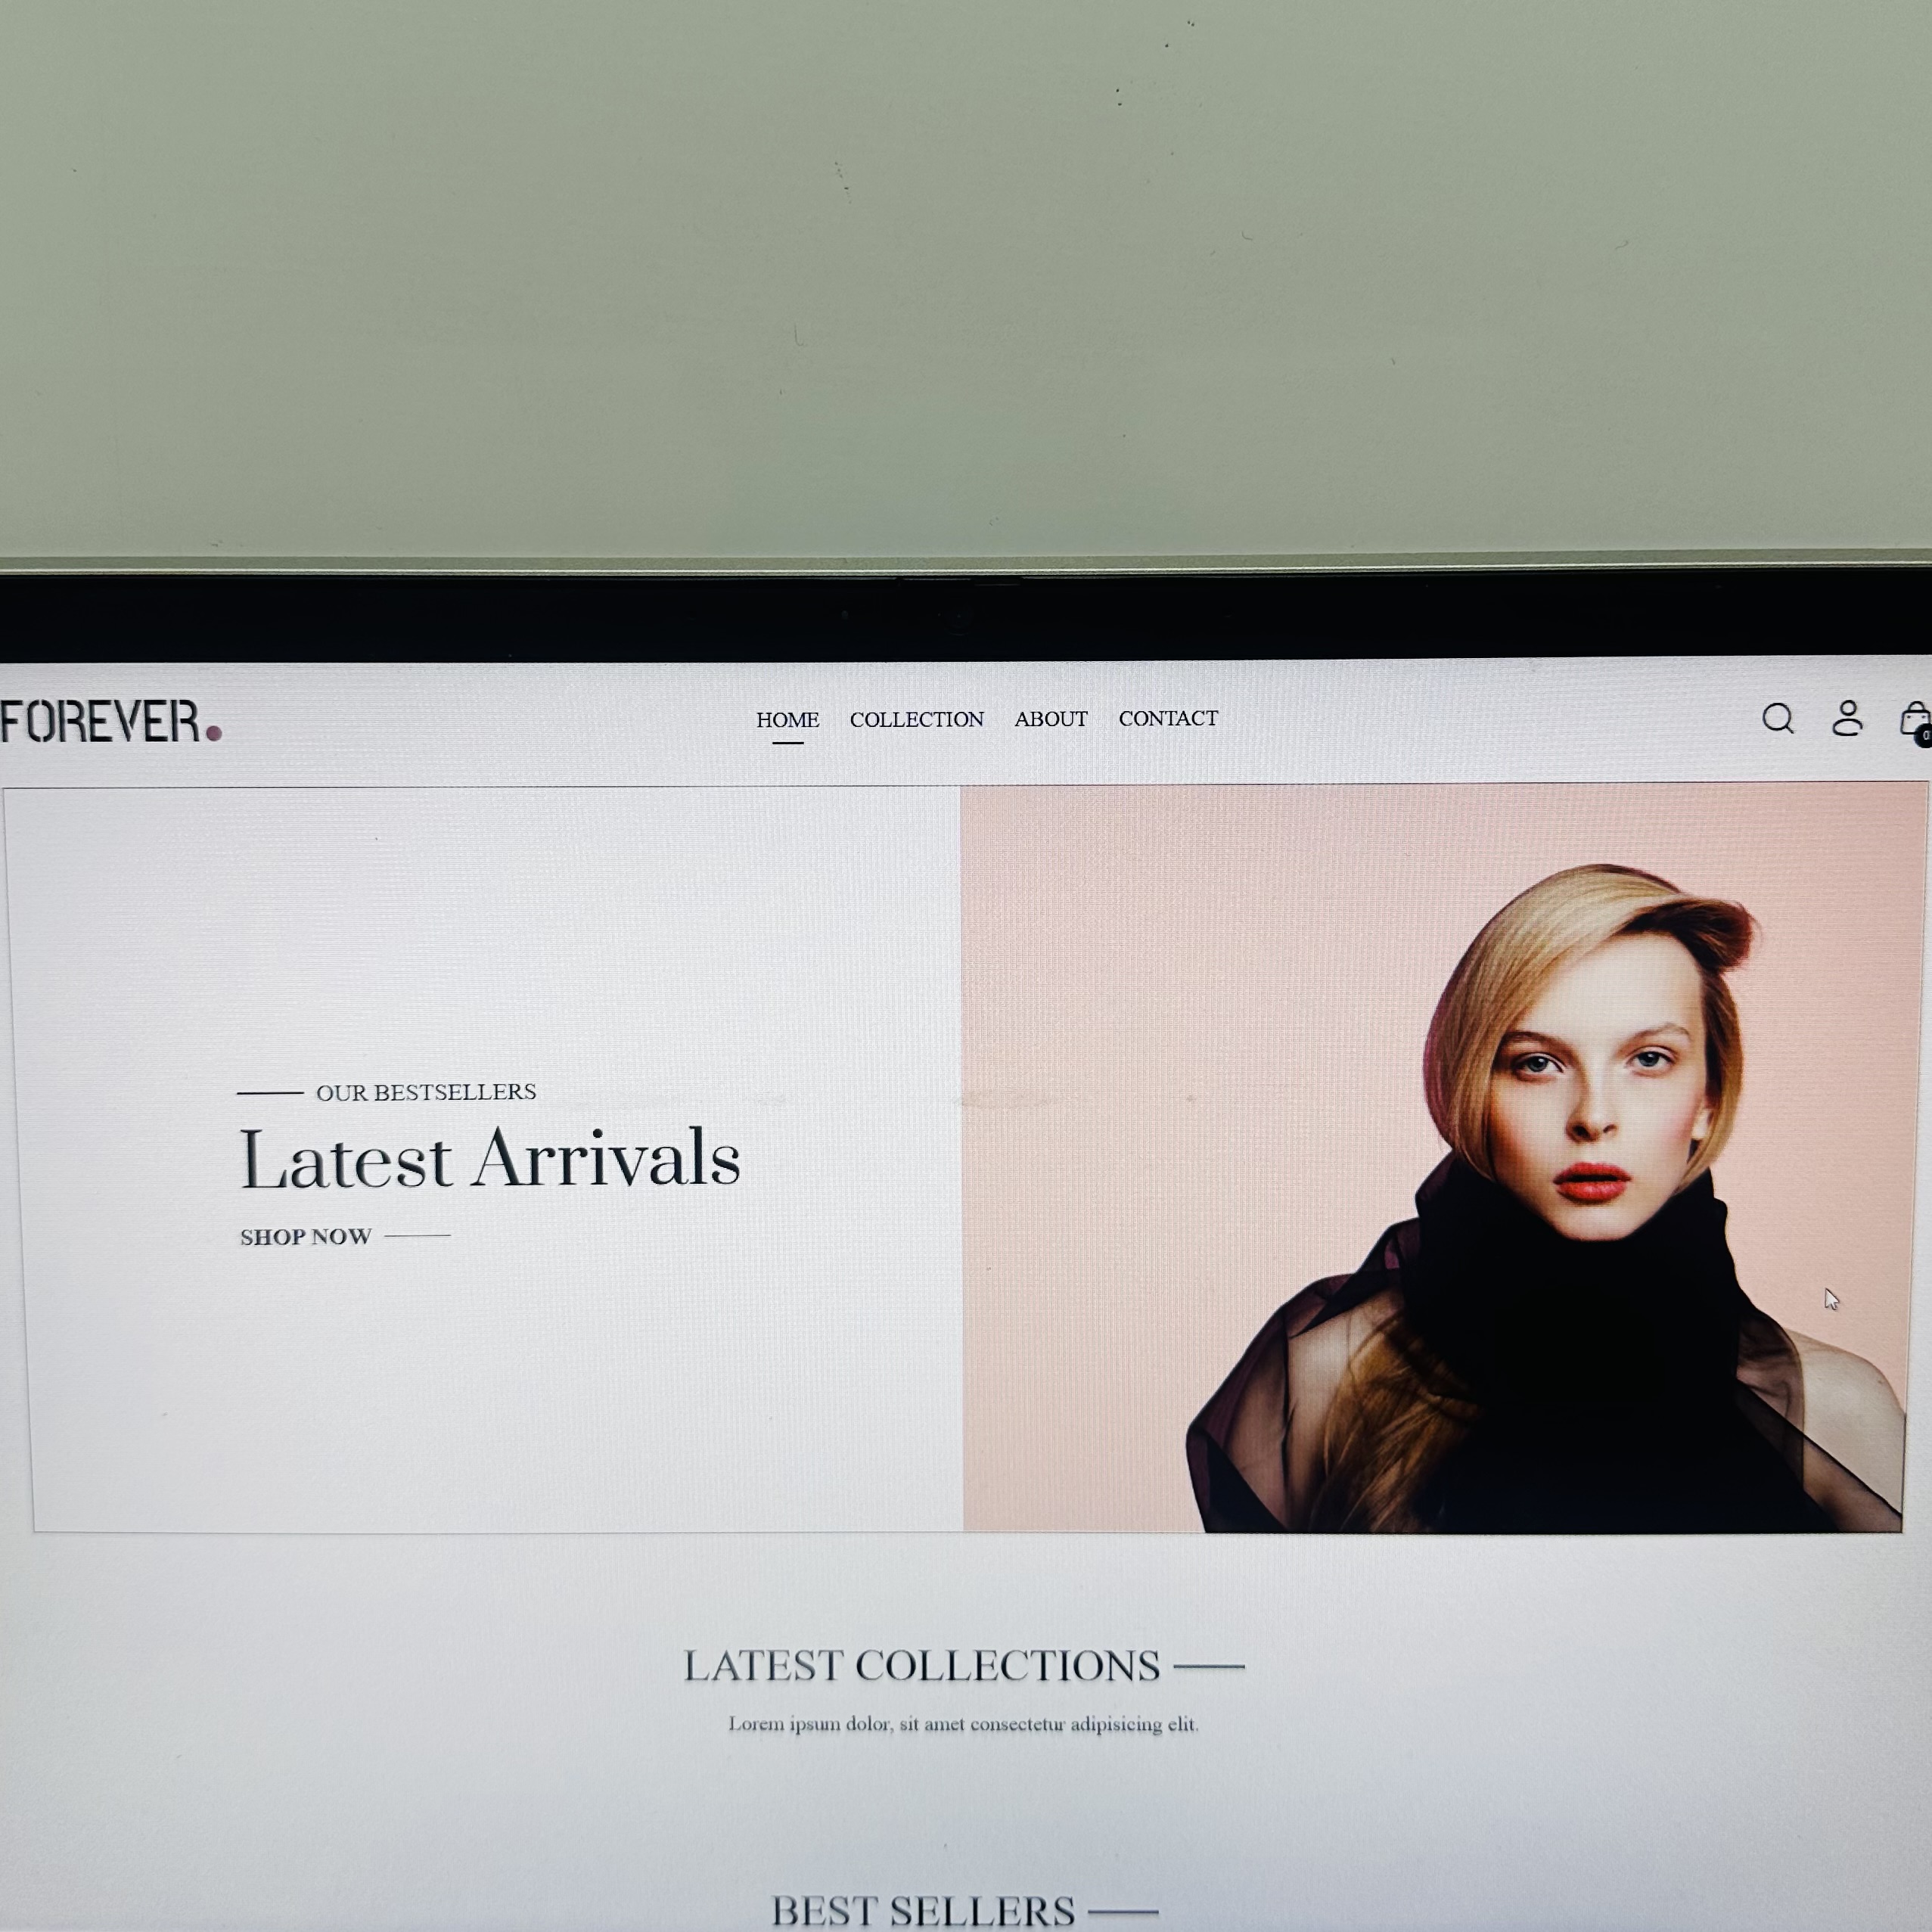 FOREVER.
HOME COLLECTION ABOUT CONTACT
0
OUR BESTSELLERS
Latest Arrivals
SHOP NOW
LATEST COLLECTIONS
Lorem ipsum dolor, sit amet consectetur adipisicing elit.
BEST SELLERS